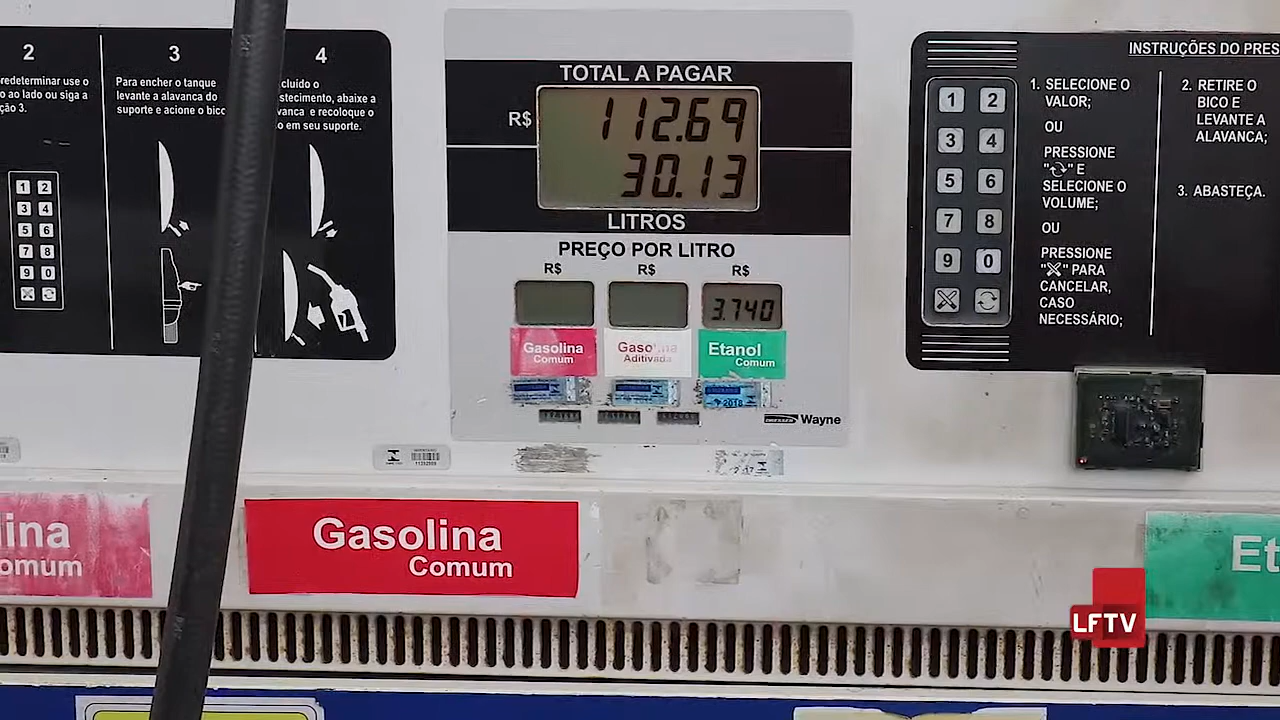 2
redeterminar use o
o ao lado ou siga a
ção 3.
1 2
3 4
5 6
7 8
9 0
3
Para encher o tanque
levante a alavanca do
suporte e acione o bico
4
cluído o
stecimento, abaixe a
vanca e recoloque o
o em seu suporte.
TOTAL A PAGAR
R$ 112.69
30.13
LITROS
PREÇO POR LITRO
R$ R$ R$
3.740
Gasolina
Comum
Gasolina
Aditivada
Etanol
Comum
2018
Wayne
INSTRUÇÕES DO PRES
1 2
3 4
5 6
7 8
9 0
1. SELECIONE O
VALOR;
OU
PRESSIONE
" " E
SELECIONE O
VOLUME;
OU
PRESSIONE
" " PARA
CANCELAR,
CASO
NECESSÁRIO;
2. RETIRE O
BICO E
LEVANTE A
ALAVANCA;
3. ABASTEÇA.
lina
omum
Gasolina
Comum
Et
LFTV